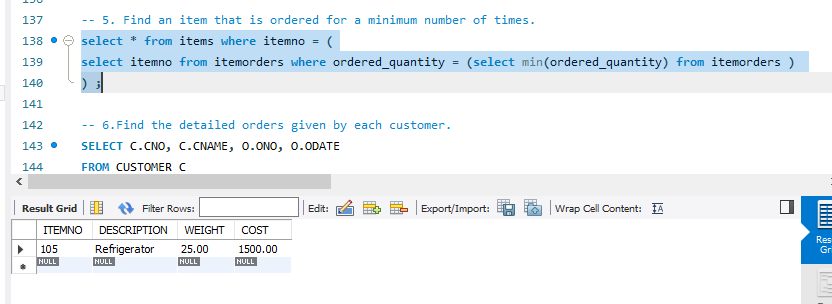 137 -- 5. Find an item that is ordered for a minimum number of times.
138 select * from items where itemno = (
139 select itemno from itemorders where ordered_quantity = (select min(ordered_quantity) from itemorders )
140 ) ;
141
142 -- 6.Find the detailed orders given by each customer.
143 SELECT C.CNO, C.CNAME, O.ONO, O.ODATE
144 FROM CUSTOMER C
Result Grid Filter Rows: Edit: Export/Import: Wrap Cell Content: IA
ITEMNO DESCRIPTION WEIGHT COST
105 Refrigerator 25.00 1500.00
NULL NULL NULL NULL